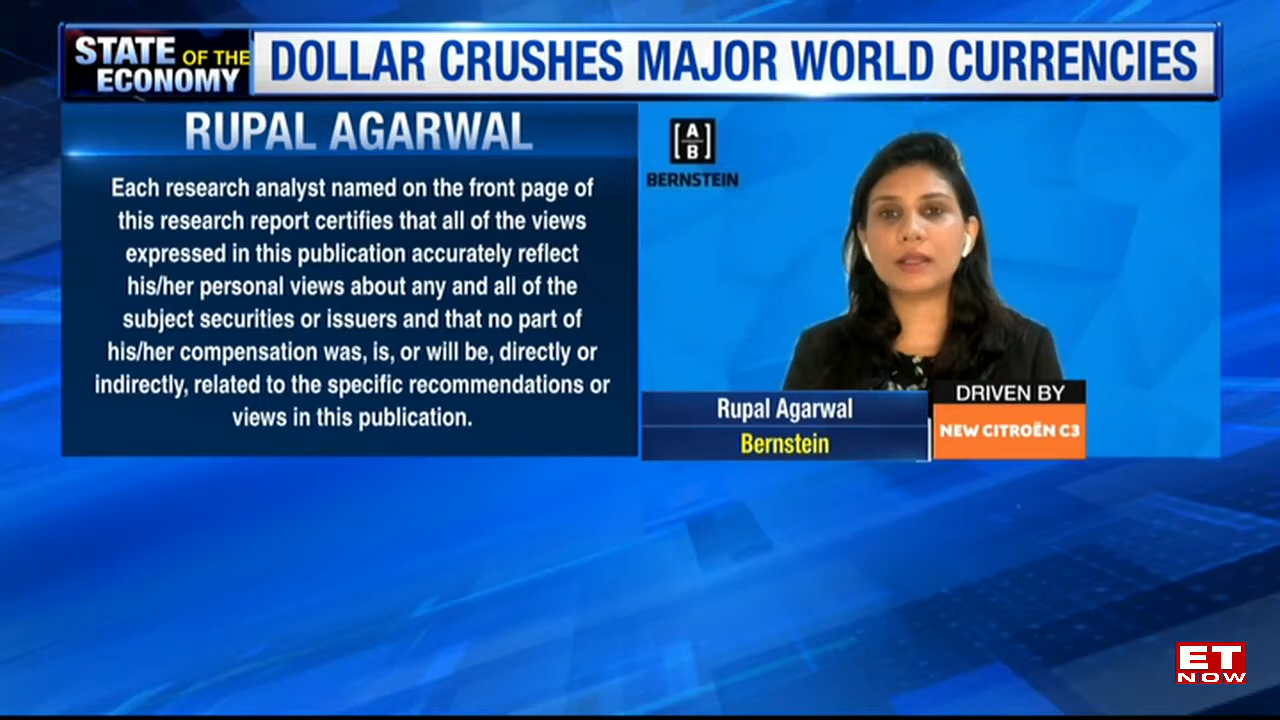 STATE OF THE
ECONOMY
DOLLAR CRUSHES MAJOR WORLD CURRENCIES
RUPAL AGARWAL
Each research analyst named on the front page of
this research report certifies that all of the views
expressed in this publication accurately reflect
his/her personal views about any and all of the
subject securities or issuers and that no part of
his/her compensation was, is, or will be, directly or
indirectly, related to the specific recommendations or
views in this publication.
A
B
BERNSTEIN
Rupal Agarwal
Bernstein
DRIVEN BY
NEW CITROËN C3
ET
NOW